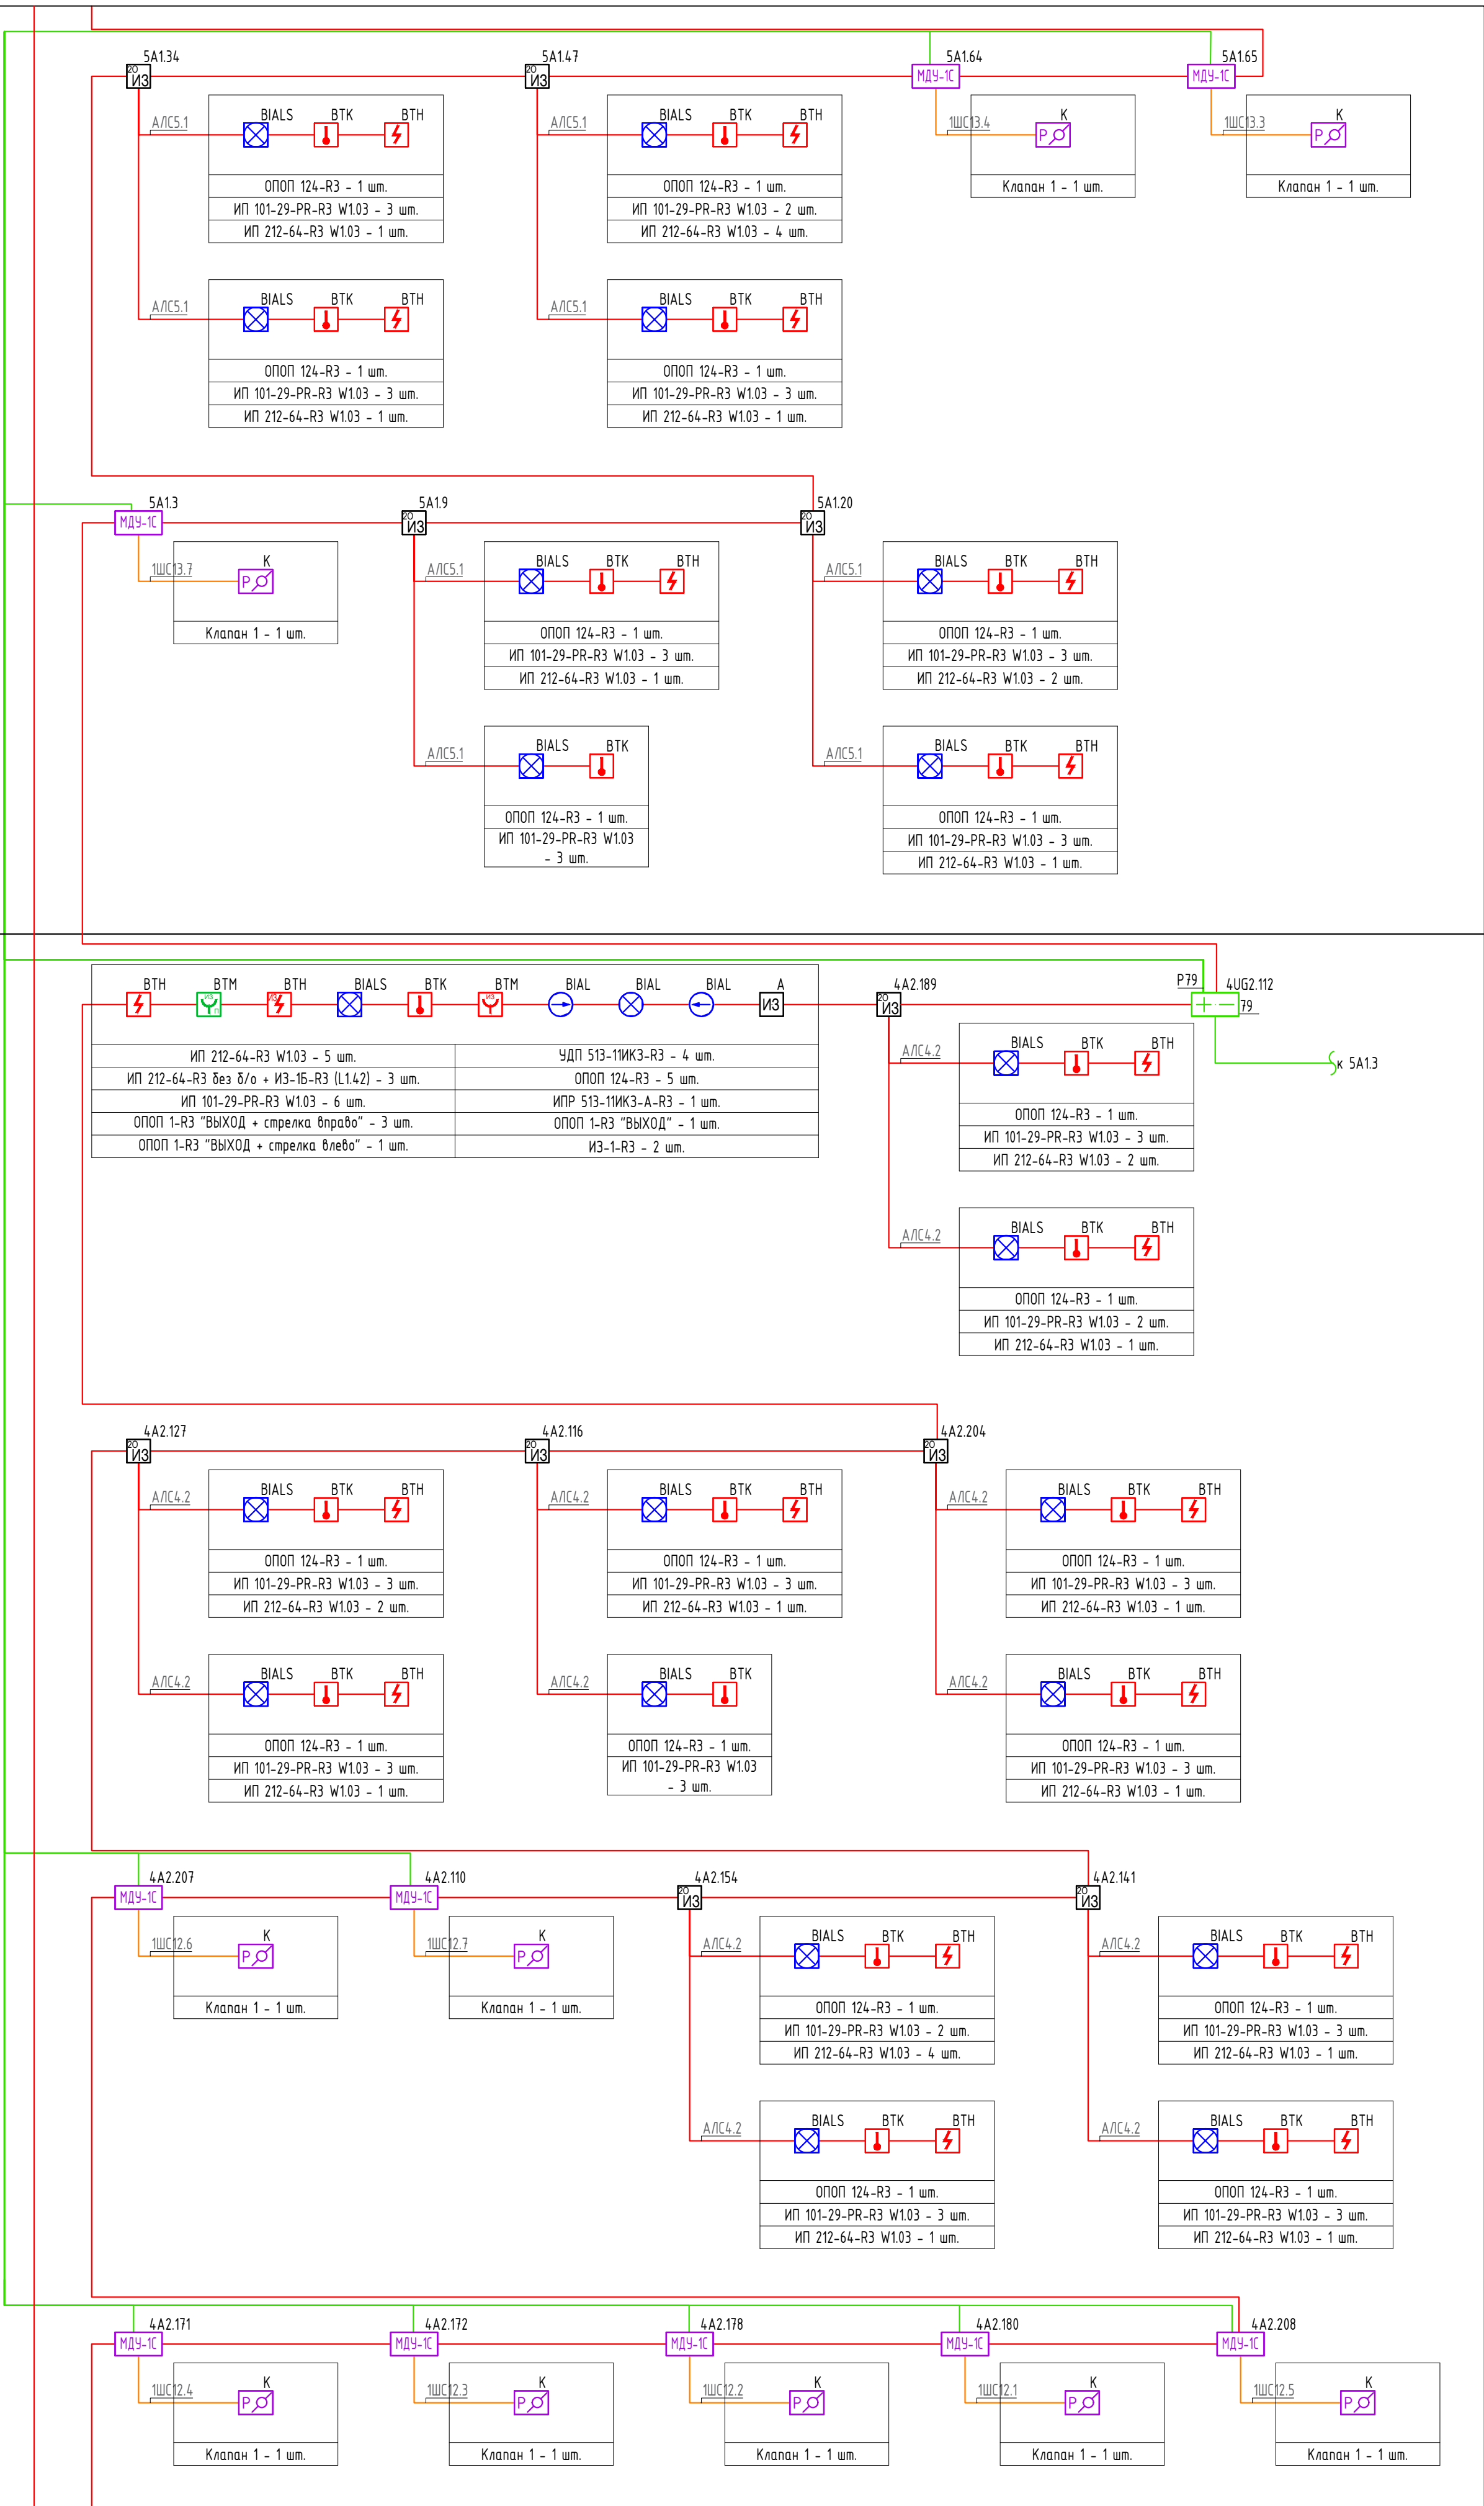 5А1.34
20
ИЗ
5А1.47
20
ИЗ
5А1.64
МДУ-1С
5А1.65
МДУ-1С
АЛС5.1
BIALS
BTK
BTH
ОПОП 124-R3 - 1 шт.
ИП 101-29-PR-R3 W1.03 - 3 шт.
ИП 212-64-R3 W1.03 - 1 шт.
АЛС5.1
BIALS
BTK
BTH
ОПОП 124-R3 - 1 шт.
ИП 101-29-PR-R3 W1.03 - 2 шт.
ИП 212-64-R3 W1.03 - 4 шт.
1ШС13.4
К
Р
Клапан 1 - 1 шт.
1ШС13.3
К
Р
Клапан 1 - 1 шт.
АЛС5.1
BIALS
BTK
BTH
ОПОП 124-R3 - 1 шт.
ИП 101-29-PR-R3 W1.03 - 3 шт.
ИП 212-64-R3 W1.03 - 1 шт.
АЛС5.1
BIALS
BTK
BTH
ОПОП 124-R3 - 1 шт.
ИП 101-29-PR-R3 W1.03 - 3 шт.
ИП 212-64-R3 W1.03 - 1 шт.
5А1.3
МДУ-1С
5А1.9
20
ИЗ
5А1.20
20
ИЗ
1ШС13.7
К
Р
Клапан 1 - 1 шт.
АЛС5.1
BIALS
BTK
BTH
ОПОП 124-R3 - 1 шт.
ИП 101-29-PR-R3 W1.03 - 3 шт.
ИП 212-64-R3 W1.03 - 1 шт.
АЛС5.1
BIALS
BTK
BTH
ОПОП 124-R3 - 1 шт.
ИП 101-29-PR-R3 W1.03 - 3 шт.
ИП 212-64-R3 W1.03 - 2 шт.
АЛС5.1
BIALS
BTK
ОПОП 124-R3 - 1 шт.
ИП 101-29-PR-R3 W1.03
- 3 шт.
АЛС5.1
BIALS
BTK
BTH
ОПОП 124-R3 - 1 шт.
ИП 101-29-PR-R3 W1.03 - 3 шт.
ИП 212-64-R3 W1.03 - 1 шт.
BTH
BTM
ИЗ
П
BTH
ИЗ
BIALS
BTK
BTM
ИЗ
BIAL
BIAL
BIAL
А
ИЗ
4А2.189
20
ИЗ
Р79
4UG2.112
79
к 5А1.3
ИП 212-64-R3 W1.03 - 5 шт.
УДП 513-11ИКЗ-R3 - 4 шт.
ИП 212-64-R3 без б/о + ИЗ-1Б-R3 (L1.42) - 3 шт.
ОПОП 124-R3 - 5 шт.
ИП 101-29-PR-R3 W1.03 - 6 шт.
ИПР 513-11ИКЗ-А-R3 - 1 шт.
ОПОП 1-R3 "ВЫХОД + стрелка вправо" - 3 шт.
ОПОП 1-R3 "ВЫХОД" - 1 шт.
ОПОП 1-R3 "ВЫХОД + стрелка влево" - 1 шт.
ИЗ-1-R3 - 2 шт.
АЛС4.2
BIALS
BTK
BTH
ОПОП 124-R3 - 1 шт.
ИП 101-29-PR-R3 W1.03 - 3 шт.
ИП 212-64-R3 W1.03 - 2 шт.
АЛС4.2
BIALS
BTK
BTH
ОПОП 124-R3 - 1 шт.
ИП 101-29-PR-R3 W1.03 - 2 шт.
ИП 212-64-R3 W1.03 - 1 шт.
4А2.127
20
ИЗ
4А2.116
20
ИЗ
4А2.204
20
ИЗ
АЛС4.2
BIALS
BTK
BTH
ОПОП 124-R3 - 1 шт.
ИП 101-29-PR-R3 W1.03 - 3 шт.
ИП 212-64-R3 W1.03 - 2 шт.
АЛС4.2
BIALS
BTK
BTH
ОПОП 124-R3 - 1 шт.
ИП 101-29-PR-R3 W1.03 - 3 шт.
ИП 212-64-R3 W1.03 - 1 шт.
АЛС4.2
BIALS
BTK
BTH
ОПОП 124-R3 - 1 шт.
ИП 101-29-PR-R3 W1.03 - 3 шт.
ИП 212-64-R3 W1.03 - 1 шт.
АЛС4.2
BIALS
BTK
BTH
ОПОП 124-R3 - 1 шт.
ИП 101-29-PR-R3 W1.03 - 3 шт.
ИП 212-64-R3 W1.03 - 1 шт.
АЛС4.2
BIALS
BTK
ОПОП 124-R3 - 1 шт.
ИП 101-29-PR-R3 W1.03
- 3 шт.
АЛС4.2
BIALS
BTK
BTH
ОПОП 124-R3 - 1 шт.
ИП 101-29-PR-R3 W1.03 - 3 шт.
ИП 212-64-R3 W1.03 - 1 шт.
4А2.207
МДУ-1С
4А2.110
МДУ-1С
4А2.154
20
ИЗ
4А2.141
20
ИЗ
1ШС12.6
К
Р
Клапан 1 - 1 шт.
1ШС12.7
К
Р
Клапан 1 - 1 шт.
АЛС4.2
BIALS
BTK
BTH
ОПОП 124-R3 - 1 шт.
ИП 101-29-PR-R3 W1.03 - 2 шт.
ИП 212-64-R3 W1.03 - 4 шт.
АЛС4.2
BIALS
BTK
BTH
ОПОП 124-R3 - 1 шт.
ИП 101-29-PR-R3 W1.03 - 3 шт.
ИП 212-64-R3 W1.03 - 1 шт.
АЛС4.2
BIALS
BTK
BTH
ОПОП 124-R3 - 1 шт.
ИП 101-29-PR-R3 W1.03 - 3 шт.
ИП 212-64-R3 W1.03 - 1 шт.
АЛС4.2
BIALS
BTK
BTH
ОПОП 124-R3 - 1 шт.
ИП 101-29-PR-R3 W1.03 - 3 шт.
ИП 212-64-R3 W1.03 - 1 шт.
4А2.171
МДУ-1С
4А2.172
МДУ-1С
4А2.178
МДУ-1С
4А2.180
МДУ-1С
4А2.208
МДУ-1С
1ШС12.4
К
Р
Клапан 1 - 1 шт.
1ШС12.3
К
Р
Клапан 1 - 1 шт.
1ШС12.2
К
Р
Клапан 1 - 1 шт.
1ШС12.1
К
Р
Клапан 1 - 1 шт.
1ШС12.5
К
Р
Клапан 1 - 1 шт.